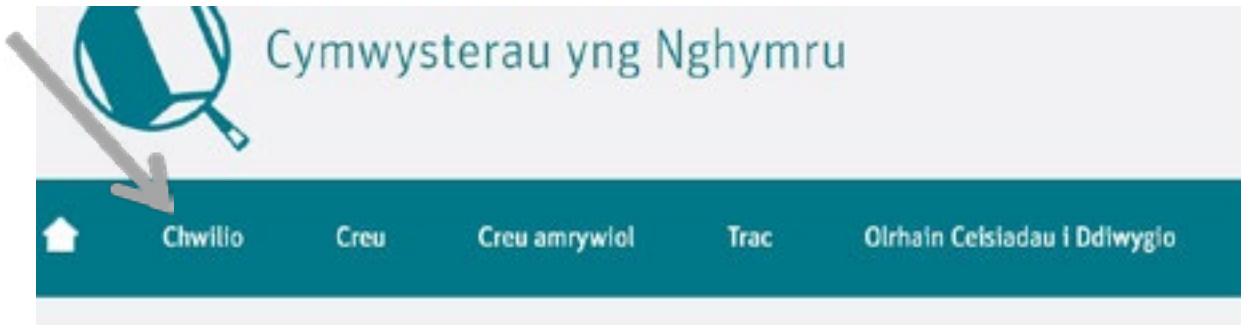 Cymwysterau yng Nghymru
Chwilio Creu Creu amrywiol Trac Olrhain Ceisiadau i Ddiwygio